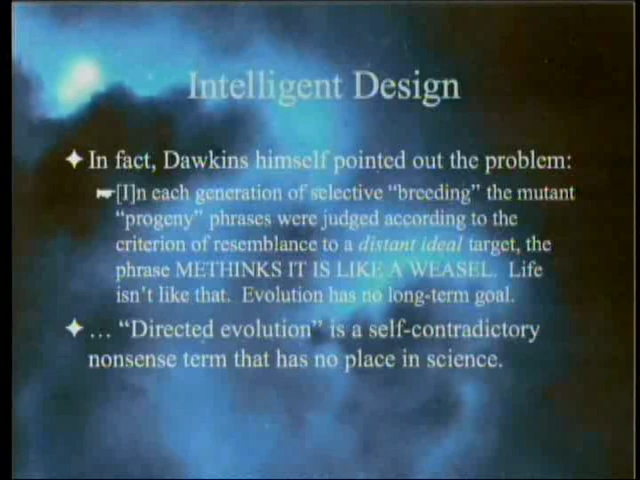 Intelligent Design
In fact, Dawkins himself pointed out the problem:
[I]n each generation of selective “breeding” the mutant
“progeny” phrases were judged according to the
criterion of resemblance to a distant ideal target, the
phrase METHINKS IT IS LIKE A WEASEL.  Life
isn’t like that.  Evolution has no long-term goal.
… “Directed evolution” is a self-contradictory
nonsense term that has no place in science.